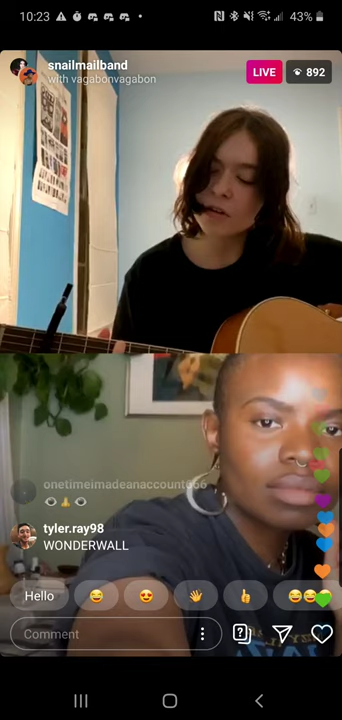 10:23
43%
snailmailband
with vagabonvagabon
LIVE
892
onetimeimadeanaccount666
tyler.ray98
WONDERWALL
Hello
Comment